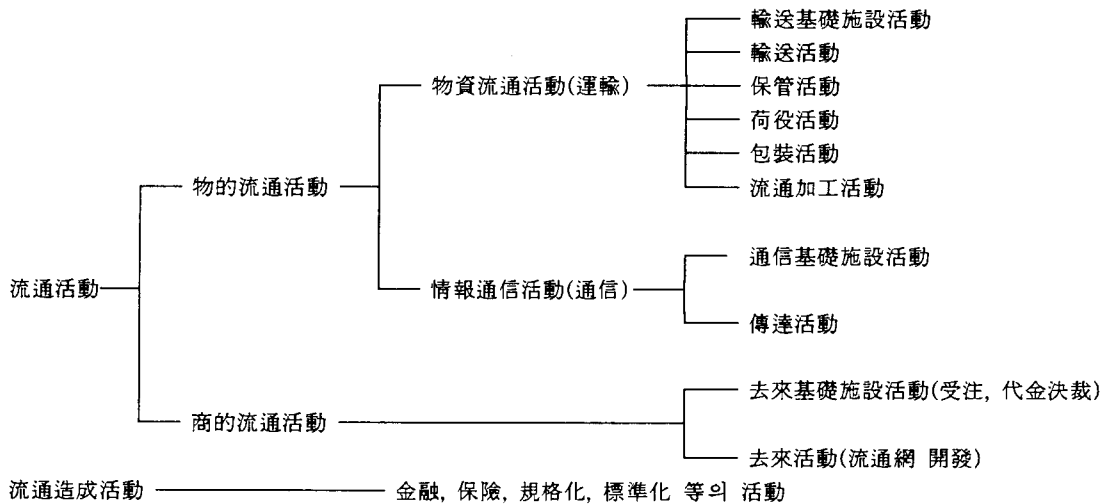 輸送基礎施設活動
輸送活動
物資流通活動(運輸)
保管活動
荷役活動
包裝活動
物的流通活動
流通加工活動
通信基礎施設活動
流通活動
情報通信活動(通信)
傳達活動
去來基礎施設活動(受注, 代金決裁)
商的流通活動
去來活動(流通網 開發)
流通造成活動
金融, 保險, 規格化, 標準化 等의 活動